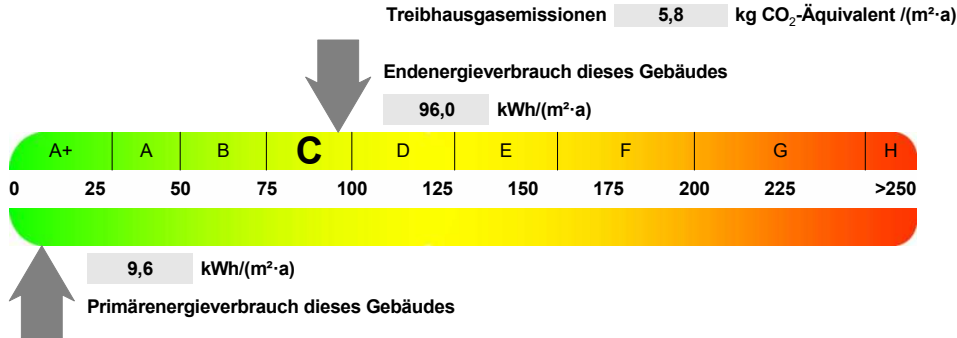 Treibhausgasemissionen 5,8 kg CO₂-Äquivalent /(m²·a)
Endenergieverbrauch dieses Gebäudes
96,0 kWh/(m²·a)
A+ A B C D E F G H
0 25 50 75 100 125 150 175 200 225 >250
9,6 kWh/(m²·a)
Primärenergieverbrauch dieses Gebäudes